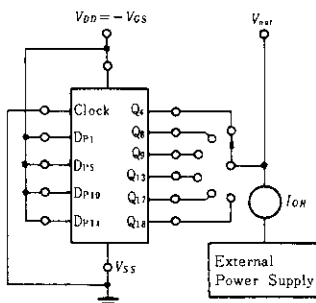 V_DD = −V_GS
V_out
Clock
D_P1
D_P5
D_P10
D_P14
Q_4
Q_8
Q_9
Q_13
Q_17
Q_18
I_OH
V_SS
External
Power Supply